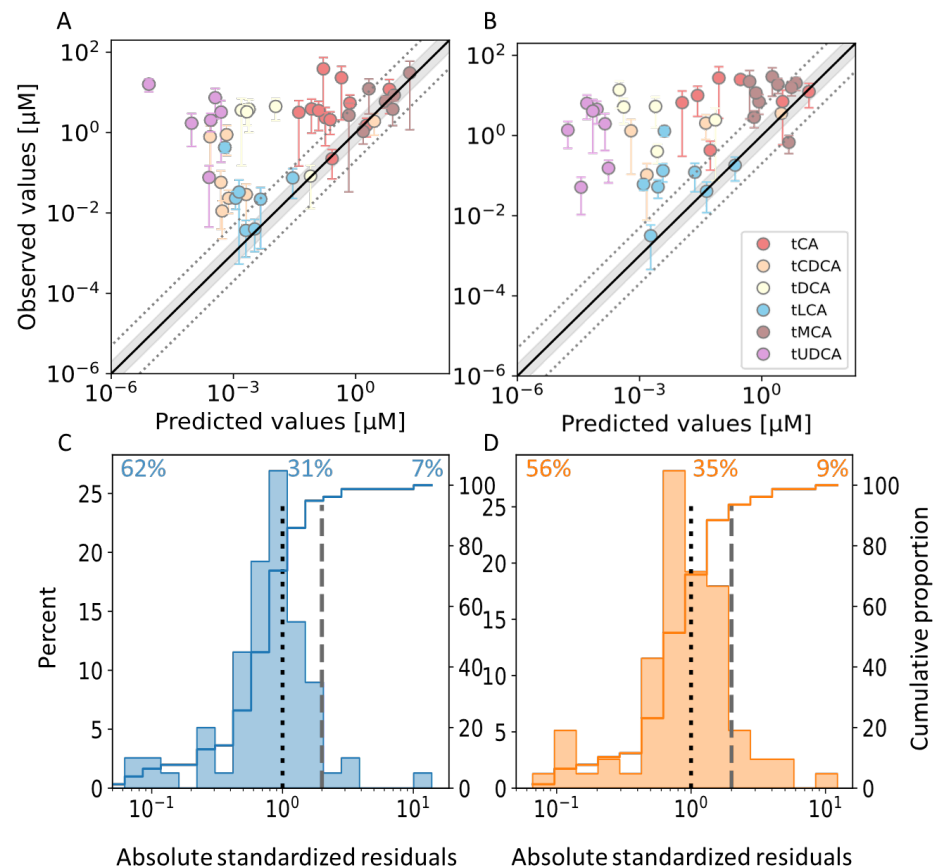 A
B
Observed values [µM]
10² 10⁰ 10⁻² 10⁻⁴ 10⁻⁶
10⁻⁶ 10⁻³ 10⁰
Predicted values [µM]
10² 10⁰ 10⁻² 10⁻⁴ 10⁻⁶
10⁻⁶ 10⁻³ 10⁰
Predicted values [µM]
tCA
tCDCA
tDCA
tLCA
tMCA
tUDCA
C
D
62% 31% 7%
Percent
25 20 15 10 5 0
100 80 60 40 20 0
10⁻¹ 10⁰ 10¹
Absolute standardized residuals
56% 35% 9%
25 20 15 10 5 0
100 80 60 40 20 0
Cumulative proportion
10⁻¹ 10⁰ 10¹
Absolute standardized residuals